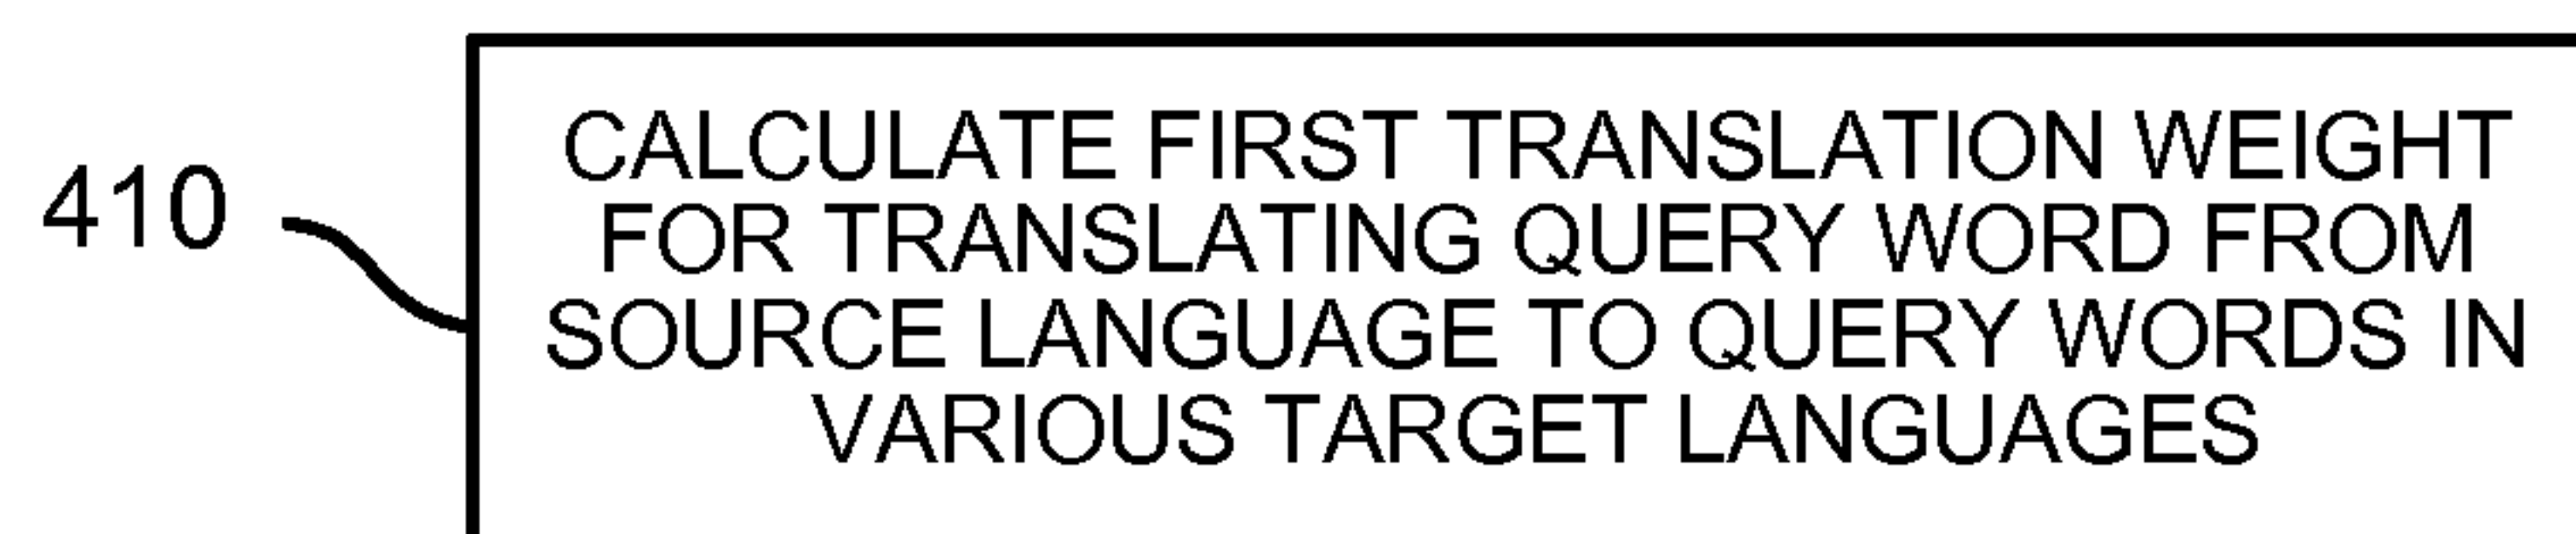 410
CALCULATE FIRST TRANSLATION WEIGHT
FOR TRANSLATING QUERY WORD FROM
SOURCE LANGUAGE TO QUERY WORDS IN
VARIOUS TARGET LANGUAGES